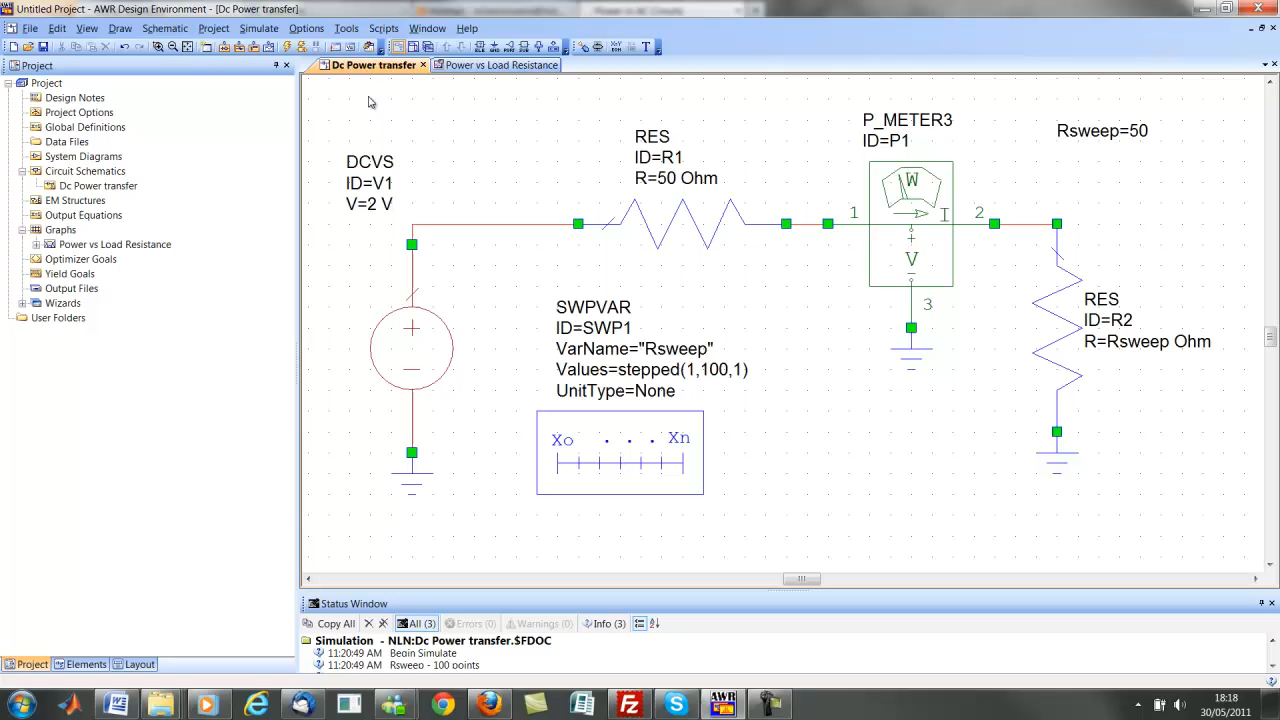 Untitled Project - AWR Design Environment - [Dc Power transfer]
File Edit View Draw Schematic Project Simulate Options Tools Scripts Window Help
Project
Dc Power transfer
Power vs Load Resistance
Project
Design Notes
Project Options
Global Definitions
Data Files
System Diagrams
Circuit Schematics
Dc Power transfer
EM Structures
Output Equations
Graphs
Power vs Load Resistance
Optimizer Goals
Yield Goals
Output Files
Wizards
User Folders
DCVS
ID=V1
V=2 V
RES
ID=R1
R=50 Ohm
P_METER3
ID=P1
W
1
I
2
+
V
-
3
Rsweep=50
RES
ID=R2
R=Rsweep Ohm
SWPVAR
ID=SWP1
VarName="Rsweep"
Values=stepped(1,100,1)
UnitType=None
Xo . . . Xn
Status Window
Copy All All (3) Errors (0) Warnings (0) Info (3)
Simulation - NLN:Dc Power transfer.$FDOC
11:20:49 AM Begin Simulate
11:20:49 AM Rsweep - 100 points
Project Elements Layout
18:18
30/05/2011